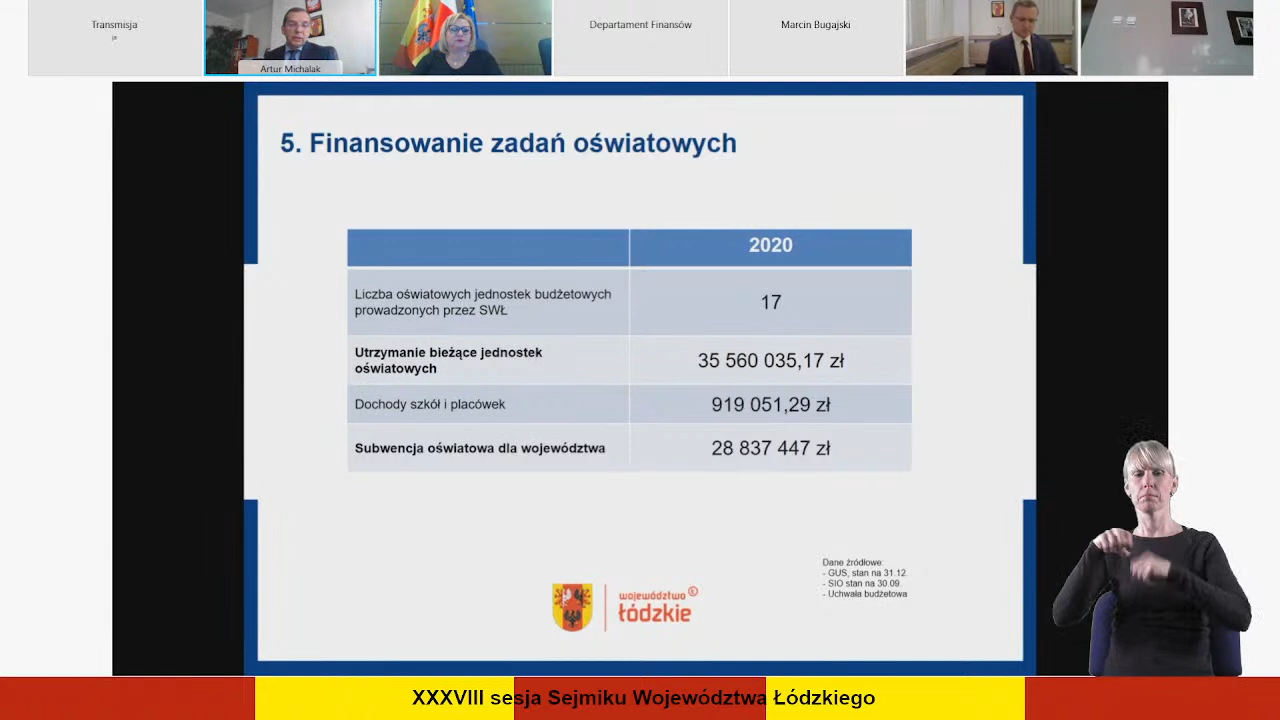 Transmisja
Artur Michalak
Departament Finansów
Marcin Bugajski
5. Finansowanie zadań oświatowych
2020
Liczba oświatowych jednostek budżetowych
prowadzonych przez SWŁ
17
Utrzymanie bieżące jednostek
oświatowych
35 560 035,17 zł
Dochody szkół i placówek
919 051,29 zł
Subwencja oświatowa dla województwa
28 837 447 zł
Dane źródłowe:
- GUS, stan na 31.12.
- SIO stan na 30.09.
- Uchwała budżetowa
województwo
łódzkie
XXXVIII sesja Sejmiku Województwa Łódzkiego